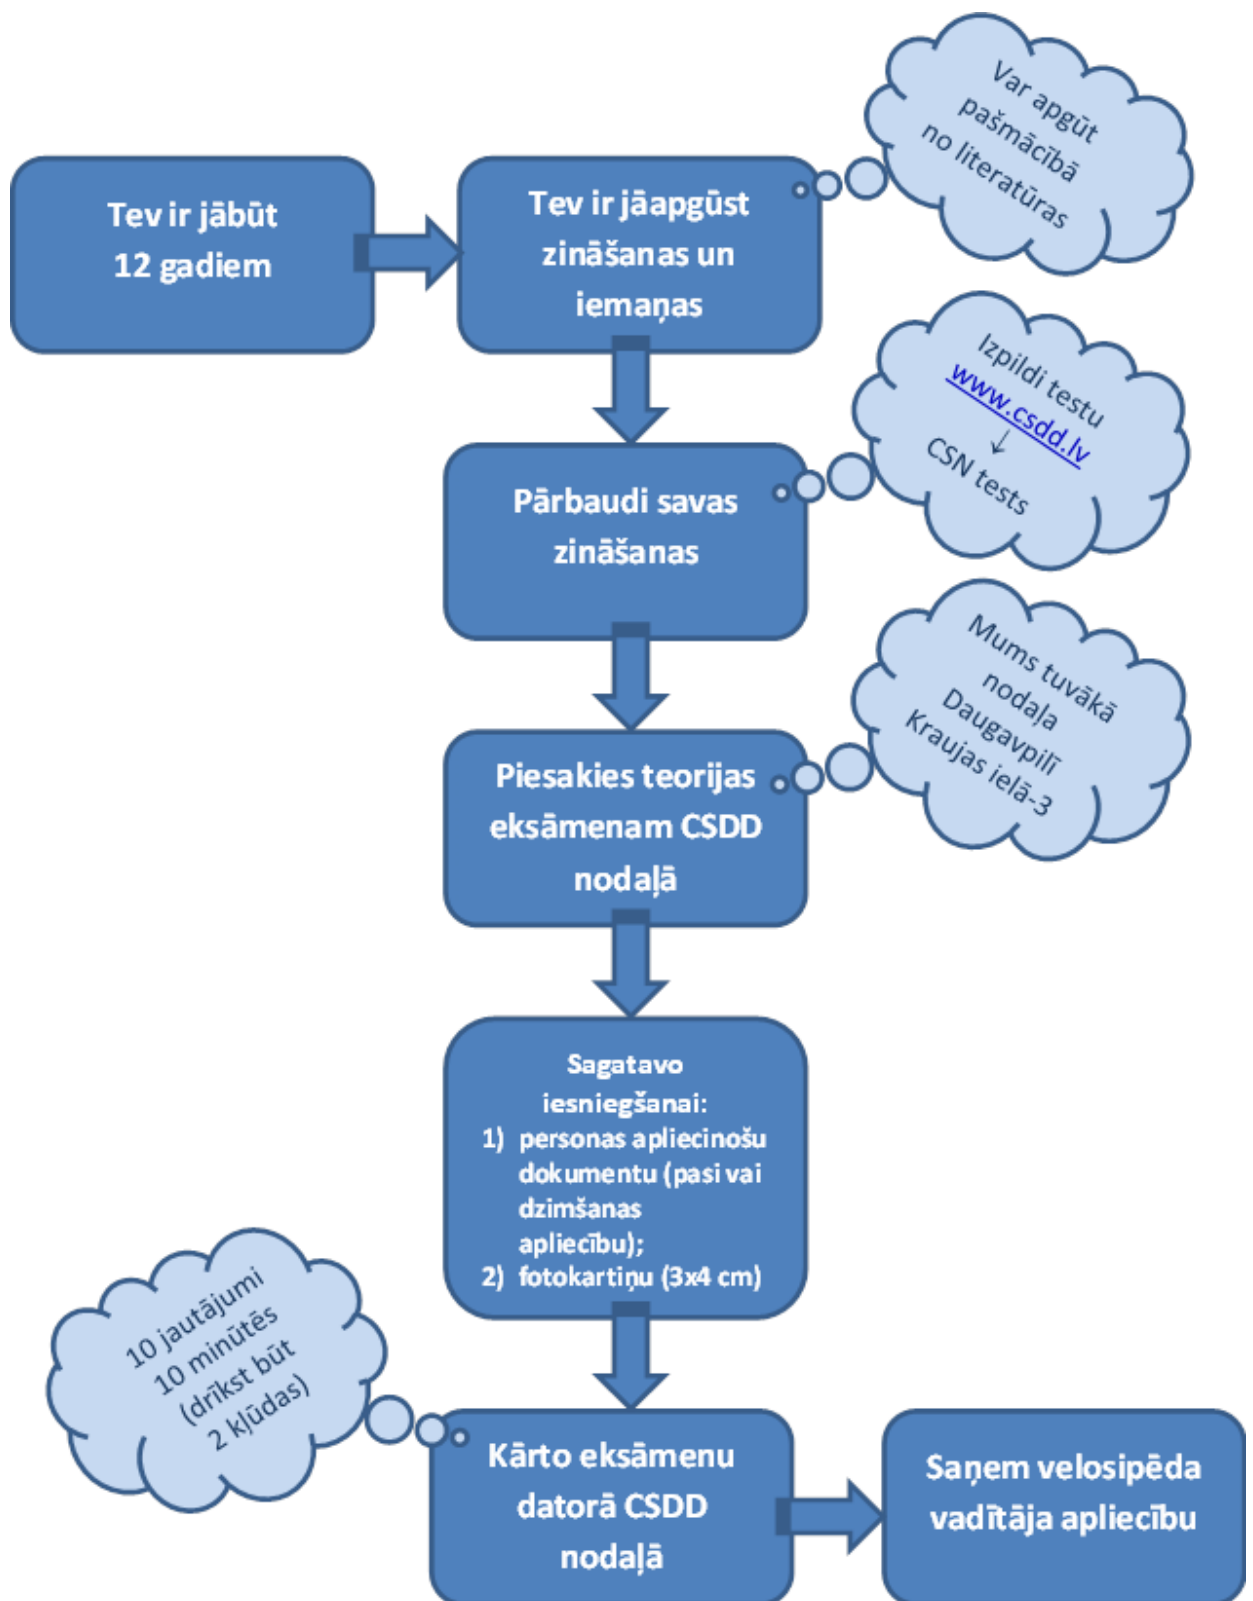 Tev ir jābūt
12 gadiem
Tev ir jāapgūst
zināšanas un
iemaņas
Var apgūt
pašmācībā
no literatūras
Pārbaudi savas
zināšanas
Izpildi testu
www.csdd.lv
↓
CSN tests
Piesakies teorijas
eksāmenam CSDD
nodaļā
Mums tuvākā
nodaļa
Daugavpilī
Kraujas ielā-3
Sagatavo
iesniegšanai:
1) personas apliecinošu
dokumentu (pasi vai
dzimšanas
apliecību);
2) fotokartiņu (3x4 cm)
10 jautājumi
10 minūtēs
(drīkst būt
2 kļūdas)
Kārto eksāmenu
datorā CSDD
nodaļā
Saņem velosipēda
vadītāja apliecību